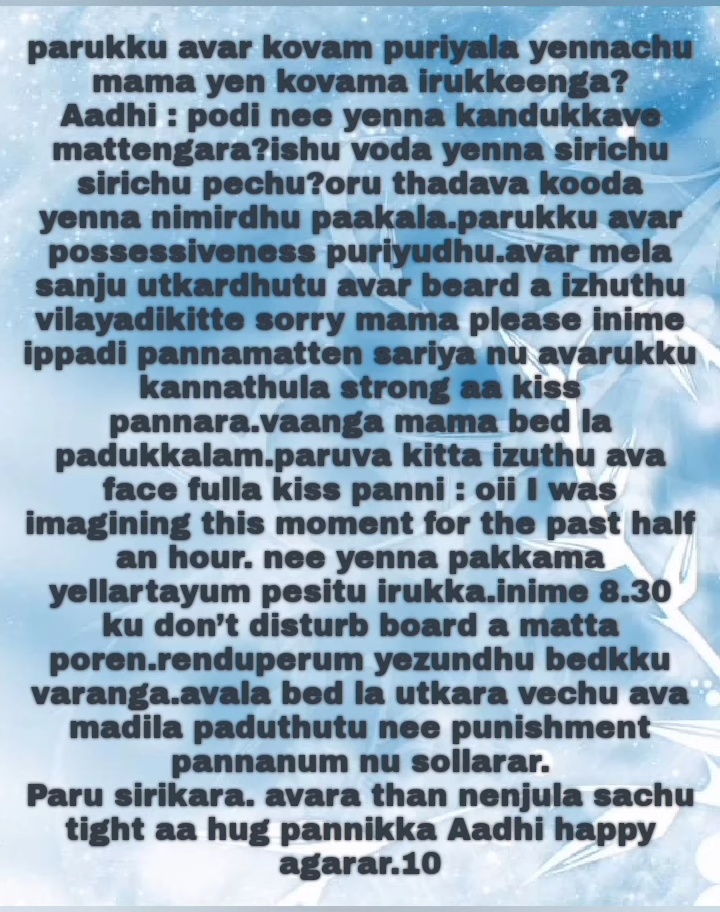 parukku avar kovam puriyala yennachu
mama yen kovama irukkeenga?
Aadhi : podi nee yenna kandukkave
mattengara?ishu voda yenna sirichu
sirichu pechu?oru thadava kooda
yenna nimirdhu paakala.parukku avar
possessiveness puriyudhu.avar mela
sanju utkardhutu avar beard a izhuthu
vilayadikitte sorry mama please inime
ippadi pannamatten sariya nu avarukku
kannathula strong aa kiss
pannara.vaanga mama bed la
padukkalam.paruva kitta izuthu ava
face fulla kiss panni : oii I was
imagining this moment for the past half
an hour. nee yenna pakkama
yellartayum pesitu irukka.inime 8.30
ku don't disturb board a matta
poren.renduperum yezundhu bedkku
varanga.avala bed la utkara vechu ava
madila paduthutu nee punishment
pannanum nu sollarar.
Paru sirikara. avara than nenjula sachu
tight aa hug pannikka Aadhi happy
agarar.10